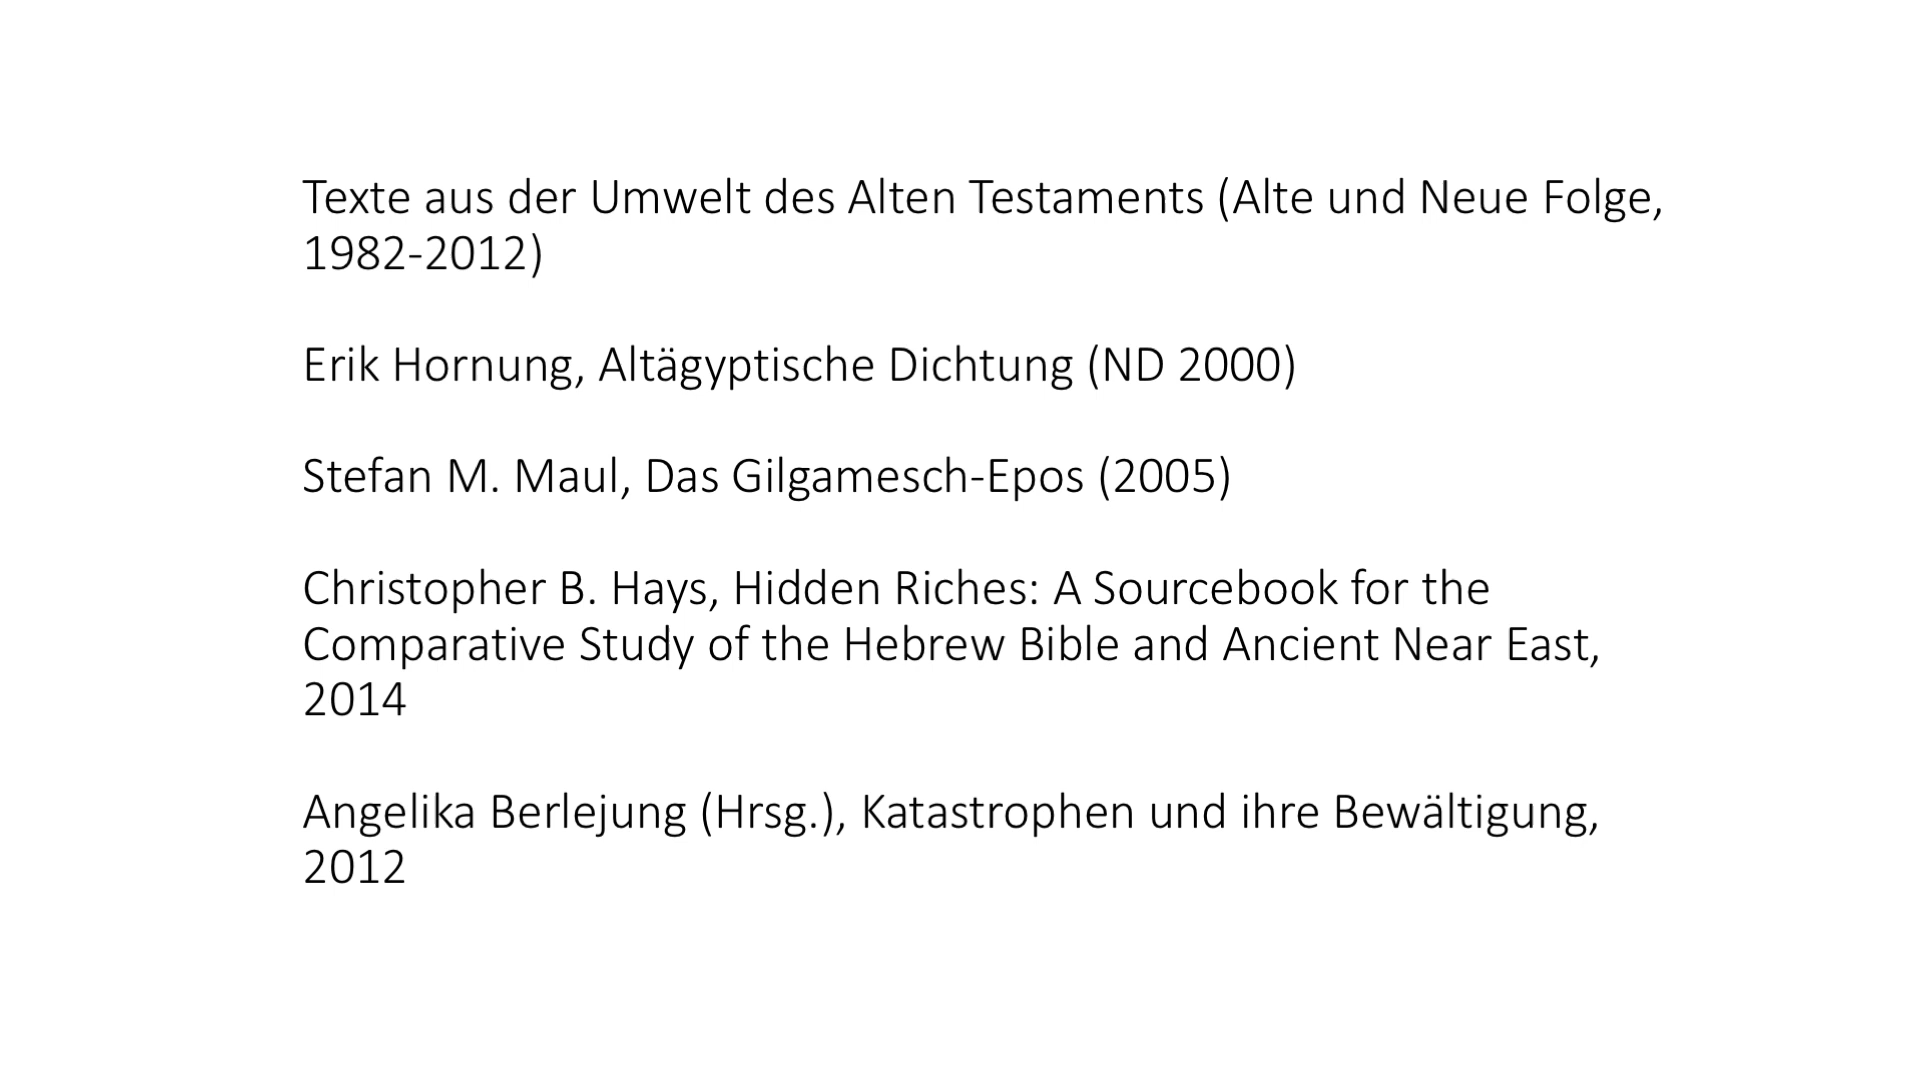 Texte aus der Umwelt des Alten Testaments (Alte und Neue Folge,
1982-2012)
Erik Hornung, Altägyptische Dichtung (ND 2000)
Stefan M. Maul, Das Gilgamesch-Epos (2005)
Christopher B. Hays, Hidden Riches: A Sourcebook for the
Comparative Study of the Hebrew Bible and Ancient Near East,
2014
Angelika Berlejung (Hrsg.), Katastrophen und ihre Bewältigung,
2012